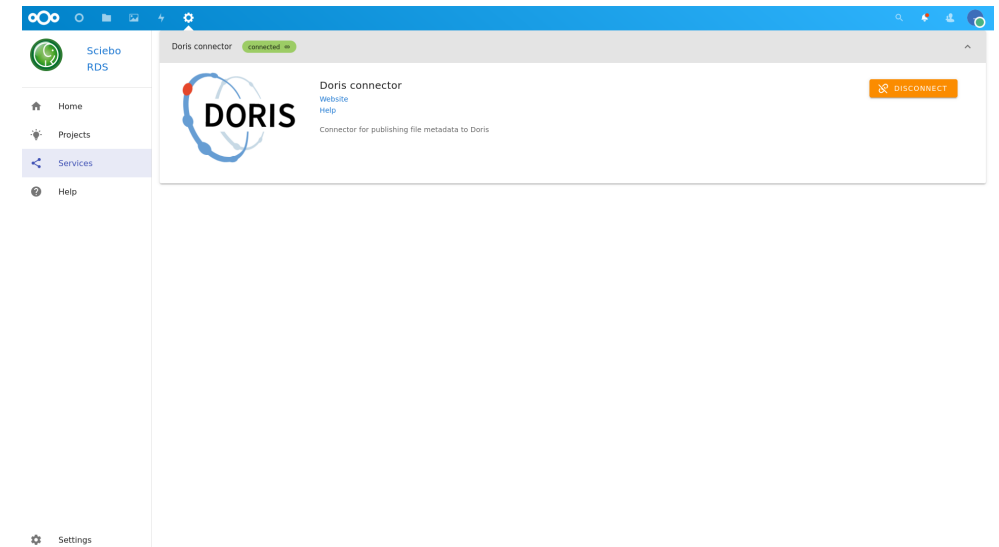 Sciebo
RDS
Home
Projects
Services
Help
Settings
Doris connector
connected
DORIS
Doris connector
Website
Help
Connector for publishing file metadata to Doris
DISCONNECT